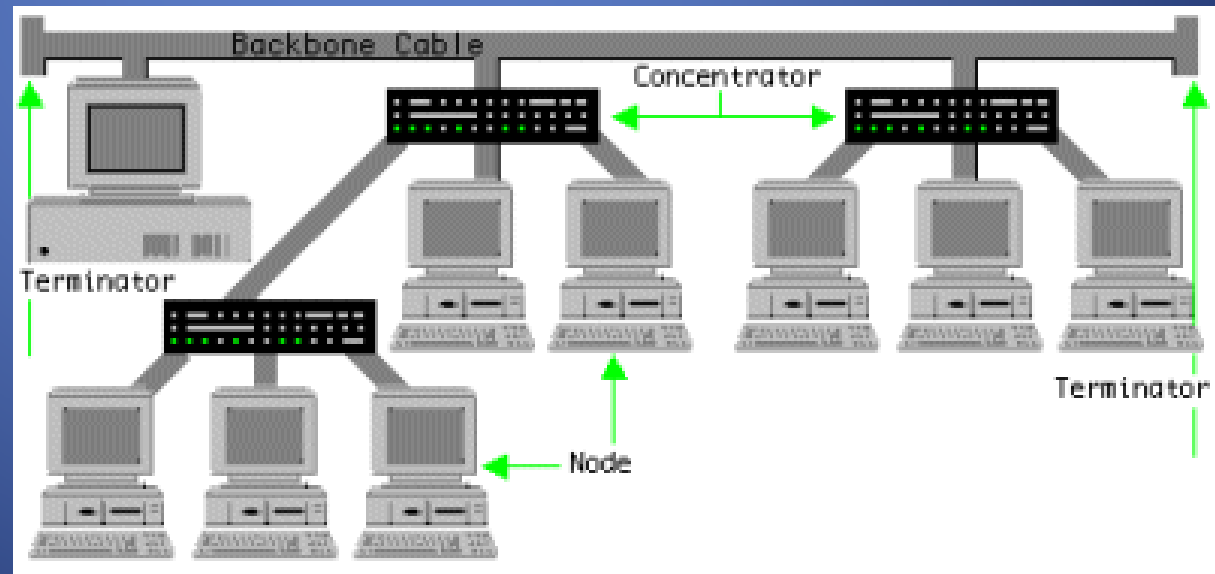 Backbone Cable
Concentrator
Terminator
Terminator
Node